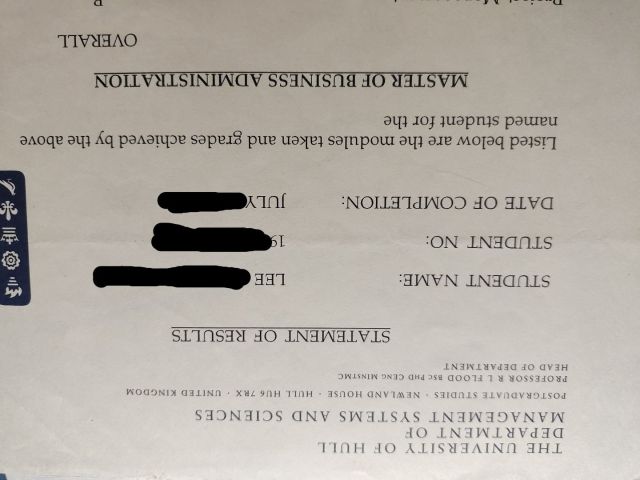 THE UNIVERSITY OF HULL
DEPARTMENT OF
MANAGEMENT SYSTEMS AND SCIENCES
POSTGRADUATE STUDIES · NEWLAND HOUSE · HULL HU6 7RX · UNITED KINGDOM
PROFESSOR R L FLOOD BSc PhD CENG MINSTMC
HEAD OF DEPARTMENT
STATEMENT OF RESULTS
STUDENT NAME: LEE
STUDENT NO: 19
DATE OF COMPLETION: JULY
Listed below are the modules taken and grades achieved by the above
named student for the
MASTER OF BUSINESS ADMINISTRATION
OVERALL